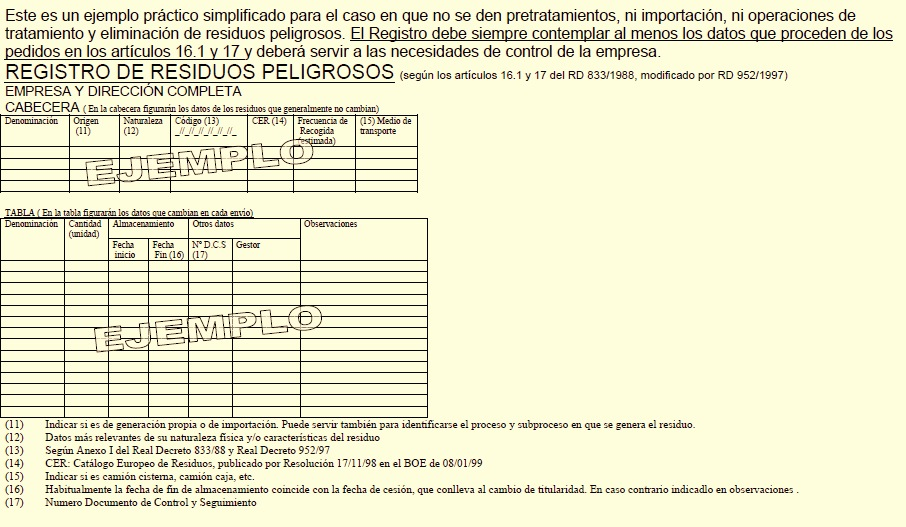 Este es un ejemplo práctico simplificado para el caso en que no se den pretratamientos, ni importación, ni operaciones de
tratamiento y eliminación de residuos peligrosos. El Registro debe siempre contemplar al menos los datos que proceden de los
pedidos en los artículos 16.1 y 17 y deberá servir a las necesidades de control de la empresa.
REGISTRO DE RESIDUOS PELIGROSOS (según los artículos 16.1 y 17 del RD 833/1988, modificado por RD 952/1997)
EMPRESA Y DIRECCIÓN COMPLETA
CABECERA ( En la cabecera figurarán los datos de los residuos que generalmente no cambian)
Denominación Origen Naturaleza Código (13) CER (14) Frecuencia de (15) Medio de
(11) (12) _//_//_//_//_//_//_ Recogida transporte
(estimada)
EJEMPLO
TABLA ( En la tabla figurarán los datos que cambian en cada envío)
Denominación Cantidad Almacenamiento Otros datos Observaciones
(unidad)
Fecha Fecha Nº D.C.S Gestor
inicio Fin (16) (17)
EJEMPLO
(11) Indicar si es de generación propia o de importación. Puede servir también para identificarse el proceso y subproceso en que se genera el residuo.
(12) Datos más relevantes de su naturaleza física y/o características del residuo
(13) Según Anexo I del Real Decreto 833/88 y Real Decreto 952/97
(14) CER: Catálogo Europeo de Residuos, publicado por Resolución 17/11/98 en el BOE de 08/01/99
(15) Indicar si es camión cisterna, camión caja, etc.
(16) Habitualmente la fecha de fin de almacenamiento coincide con la fecha de cesión, que conlleva al cambio de titularidad. En caso contrario indicadlo en observaciones .
(17) Numero Documento de Control y Seguimiento